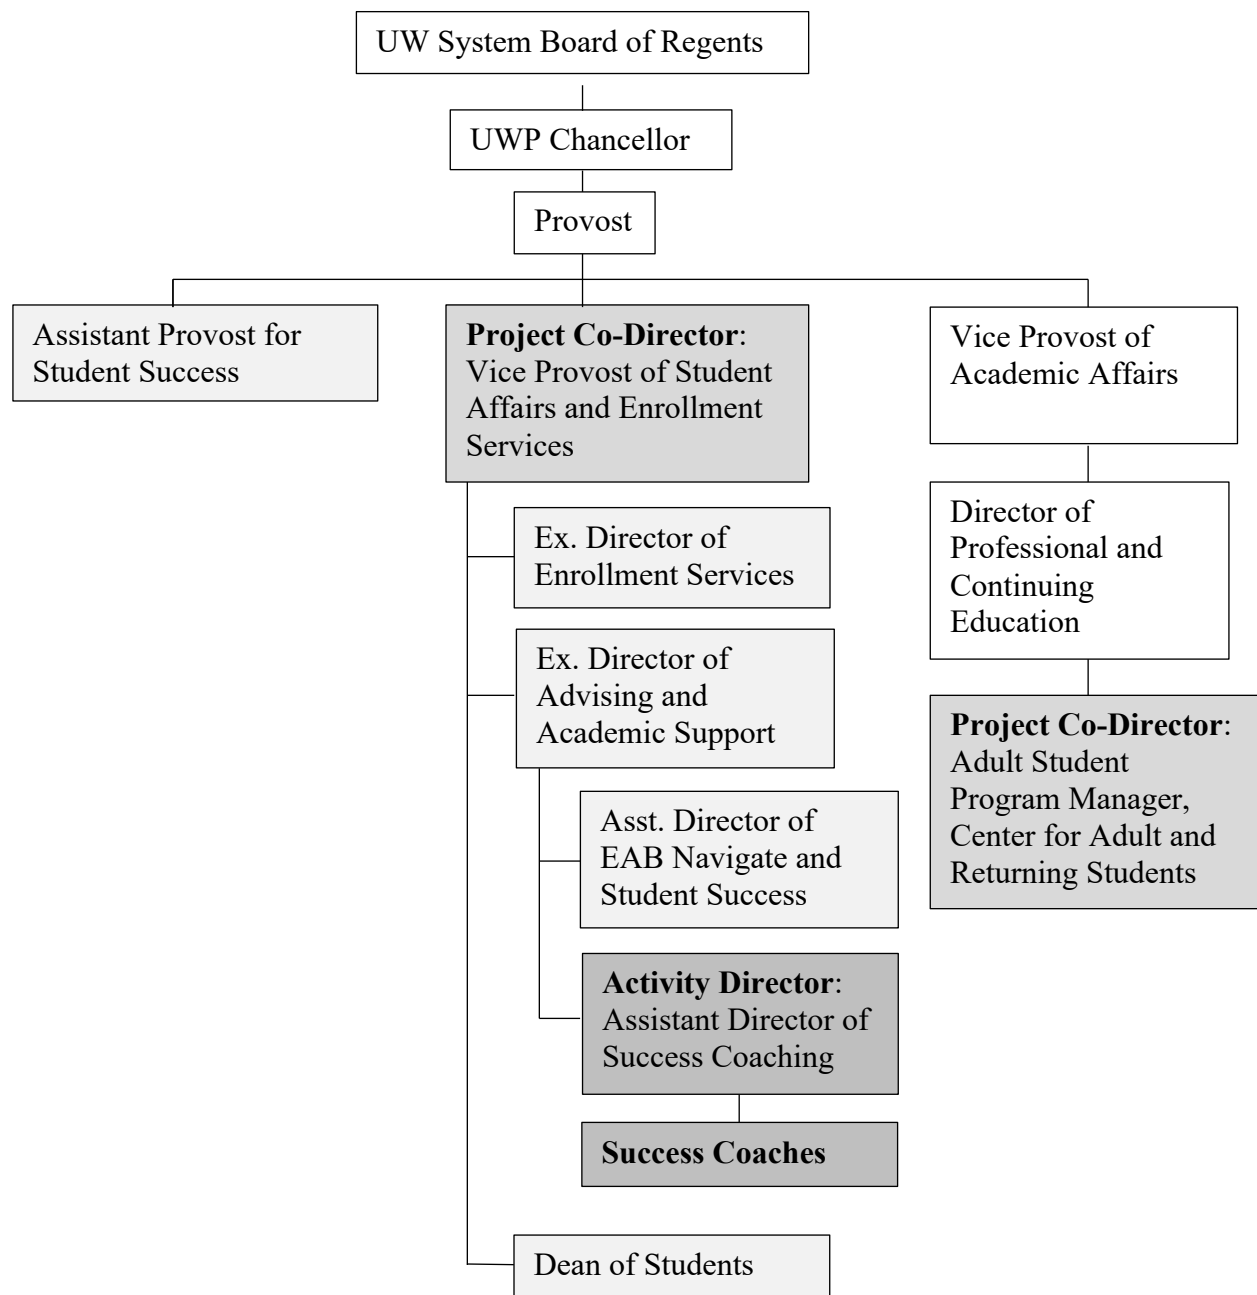 UW System Board of Regents
UWP Chancellor
Provost
Assistant Provost for
Student Success
Project Co-Director:
Vice Provost of Student
Affairs and Enrollment
Services
Vice Provost of
Academic Affairs
Ex. Director of
Enrollment Services
Director of
Professional and
Continuing
Education
Ex. Director of
Advising and
Academic Support
Project Co-Director:
Adult Student
Program Manager,
Center for Adult and
Returning Students
Asst. Director of
EAB Navigate and
Student Success
Activity Director:
Assistant Director of
Success Coaching
Success Coaches
Dean of Students